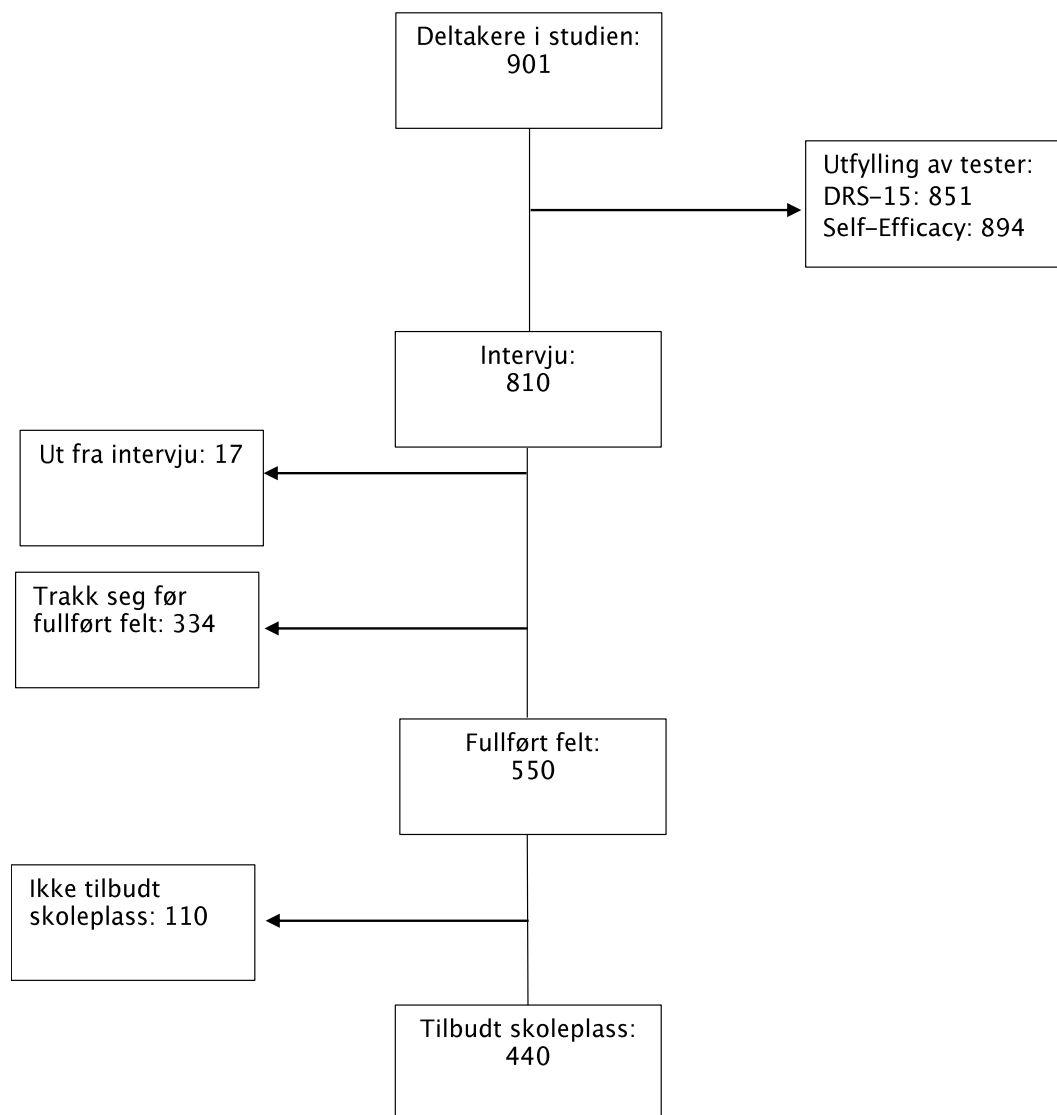 Deltakere i studien:
901
Utfylling av tester:
DRS-15: 851
Self-Efficacy: 894
Intervju:
810
Ut fra intervju: 17
Trakk seg før
fullført felt: 334
Fullført felt:
550
Ikke tilbudt
skoleplass: 110
Tilbudt skoleplass:
440